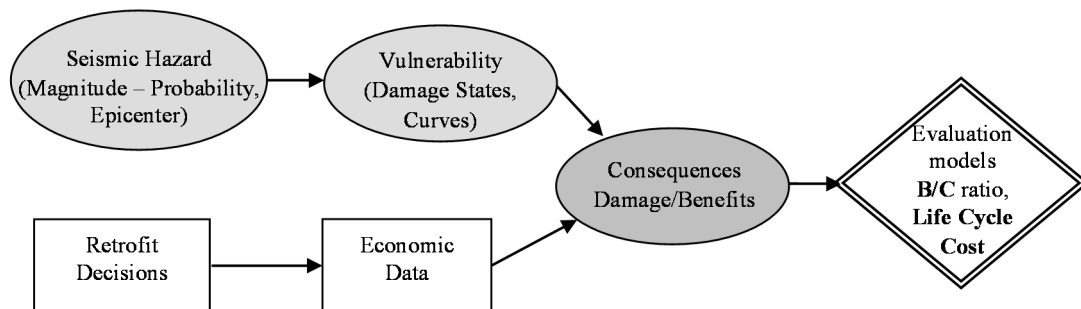 Seismic Hazard
(Magnitude – Probability,
Epicenter)
Vulnerability
(Damage States,
Curves)
Consequences
Damage/Benefits
Evaluation
models
B/C ratio,
Life Cycle
Cost
Retrofit
Decisions
Economic
Data